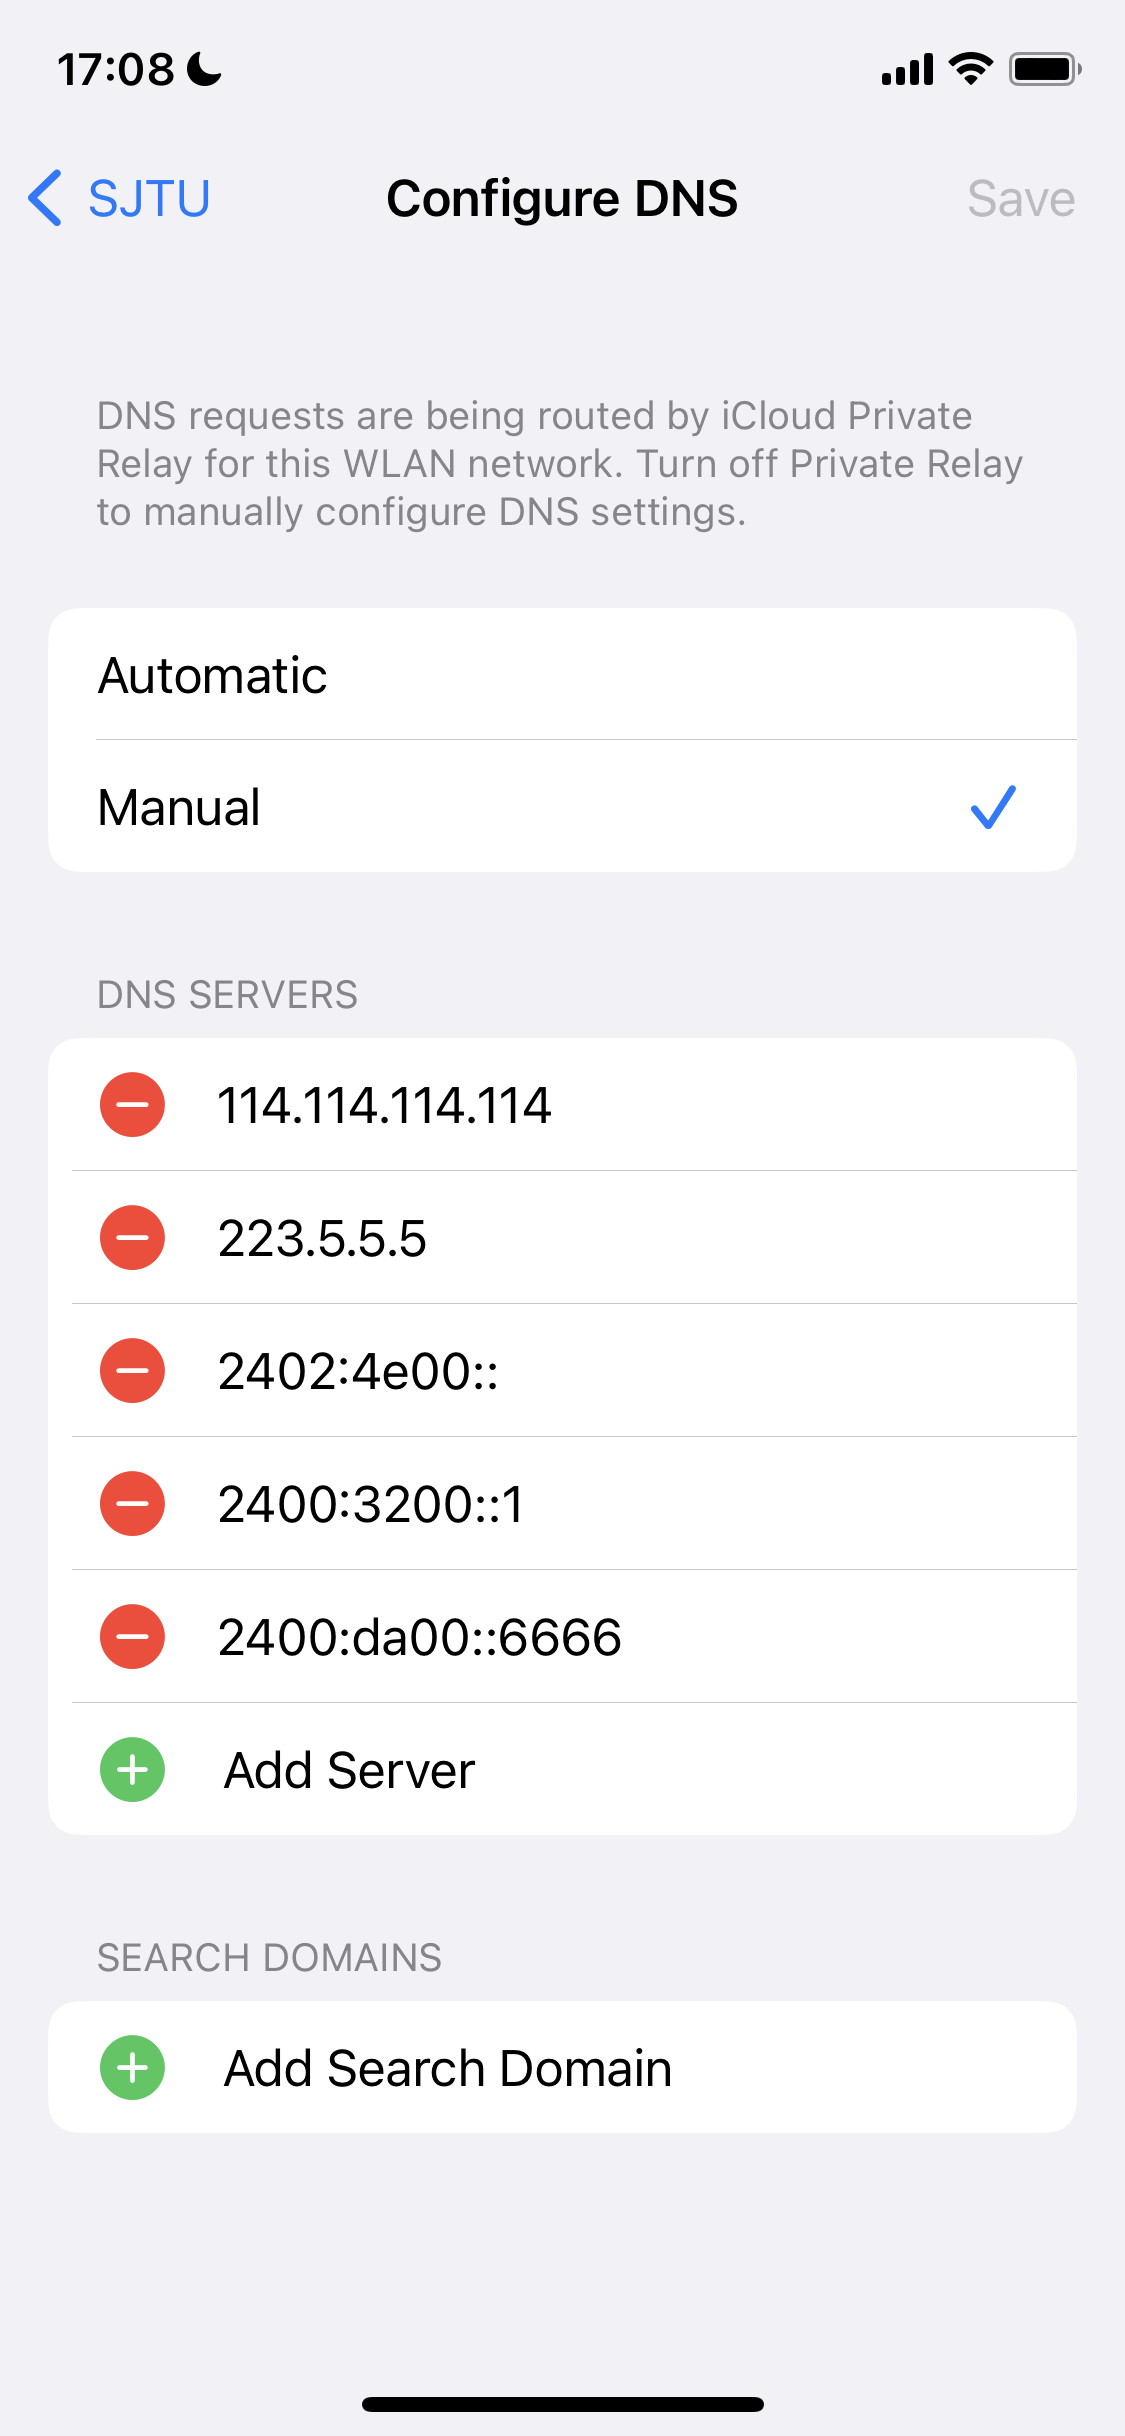 17:08
SJTU
Configure DNS
Save
DNS requests are being routed by iCloud Private
Relay for this WLAN network. Turn off Private Relay
to manually configure DNS settings.
Automatic
Manual
DNS SERVERS
114.114.114.114
223.5.5.5
2402:4e00::
2400:3200::1
2400:da00::6666
Add Server
SEARCH DOMAINS
Add Search Domain